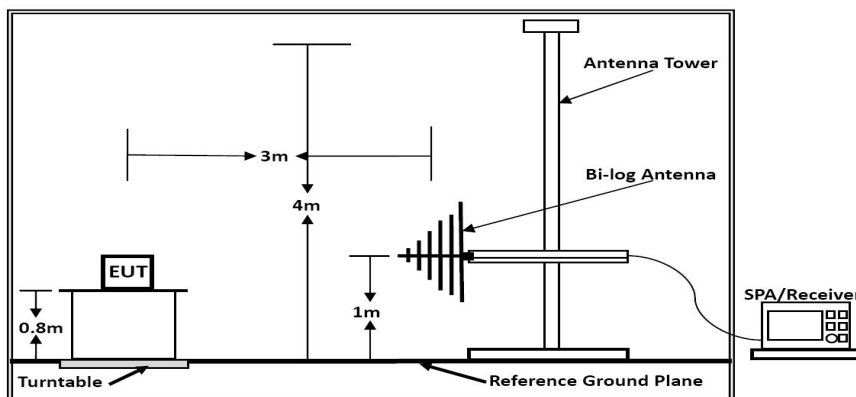 Antenna Tower
3m
Bi-log Antenna
4m
EUT
SPA/Receiver
0.8m
1m
Turntable
Reference Ground Plane